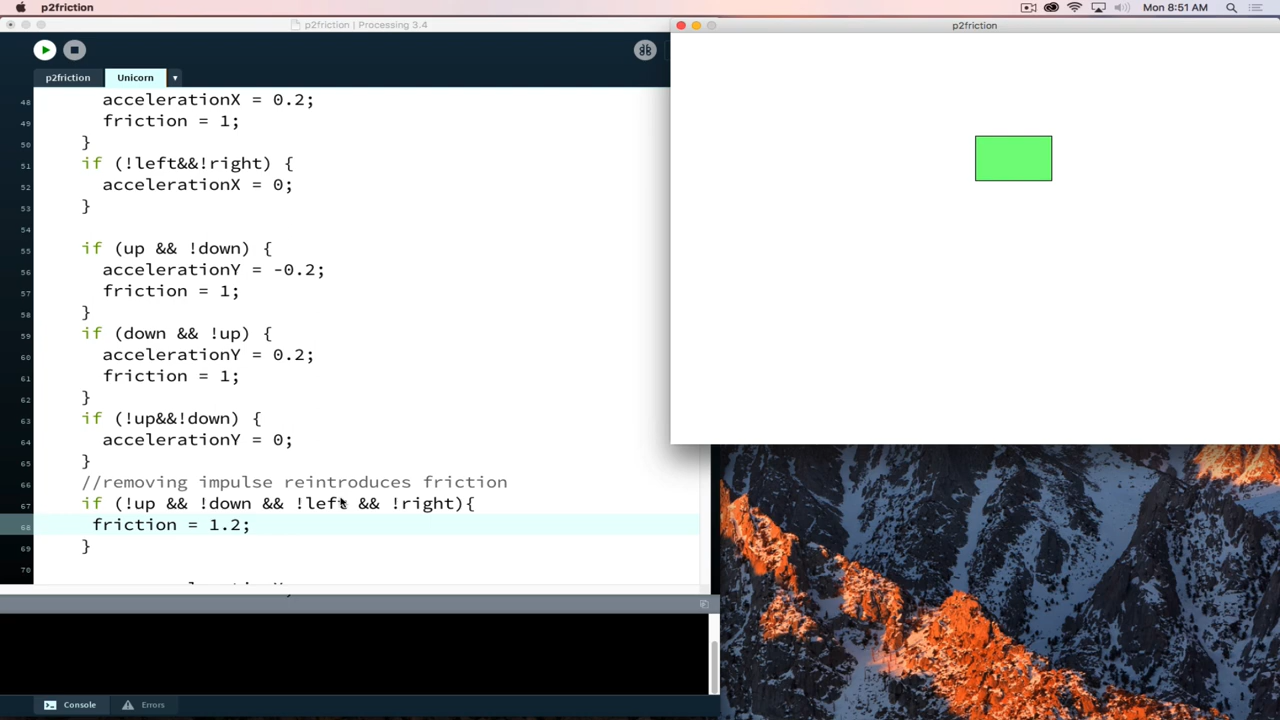 p2friction
Mon 8:51 AM
p2friction | Processing 3.4
p2friction
p2friction
Unicorn
48 accelerationX = 0.2;
49 friction = 1;
50 }
51 if (!left&&!right) {
52 accelerationX = 0;
53 }
54
55 if (up && !down) {
56 accelerationY = -0.2;
57 friction = 1;
58 }
59 if (down && !up) {
60 accelerationY = 0.2;
61 friction = 1;
62 }
63 if (!up&&!down) {
64 accelerationY = 0;
65 }
66 //removing impulse reintroduces friction
67 if (!up && !down && !left && !right){
68 friction = 1.2;
69 }
70
Console
Errors